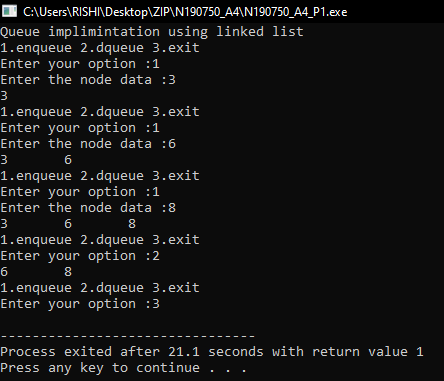 C:\Users\RISHI\Desktop\ZIP\N190750_A4\N190750_A4_P1.exe
Queue implimintation using linked list
1.enqueue 2.dqueue 3.exit
Enter your option :1
Enter the node data :3
3
1.enqueue 2.dqueue 3.exit
Enter your option :1
Enter the node data :6
3       6
1.enqueue 2.dqueue 3.exit
Enter your option :1
Enter the node data :8
3       6       8
1.enqueue 2.dqueue 3.exit
Enter your option :2
6       8
1.enqueue 2.dqueue 3.exit
Enter your option :3
--------------------------------
Process exited after 21.1 seconds with return value 1
Press any key to continue . . .